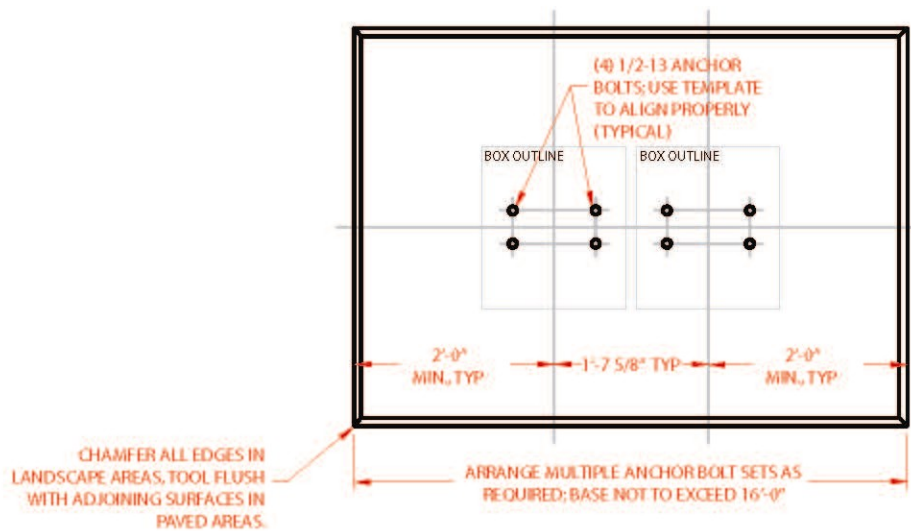 (4) 1/2-13 ANCHOR
BOLTS; USE TEMPLATE
TO ALIGN PROPERLY
(TYPICAL)
BOX OUTLINE
BOX OUTLINE
2'-0"
MIN., TYP
1'-7 5/8" TYP
2'-0"
MIN., TYP
CHAMFER ALL EDGES IN
LANDSCAPE AREAS, TOOL FLUSH
WITH ADJOINING SURFACES IN
PAVED AREAS.
ARRANGE MULTIPLE ANCHOR BOLT SETS AS
REQUIRED; BASE NOT TO EXCEED 16'-0"